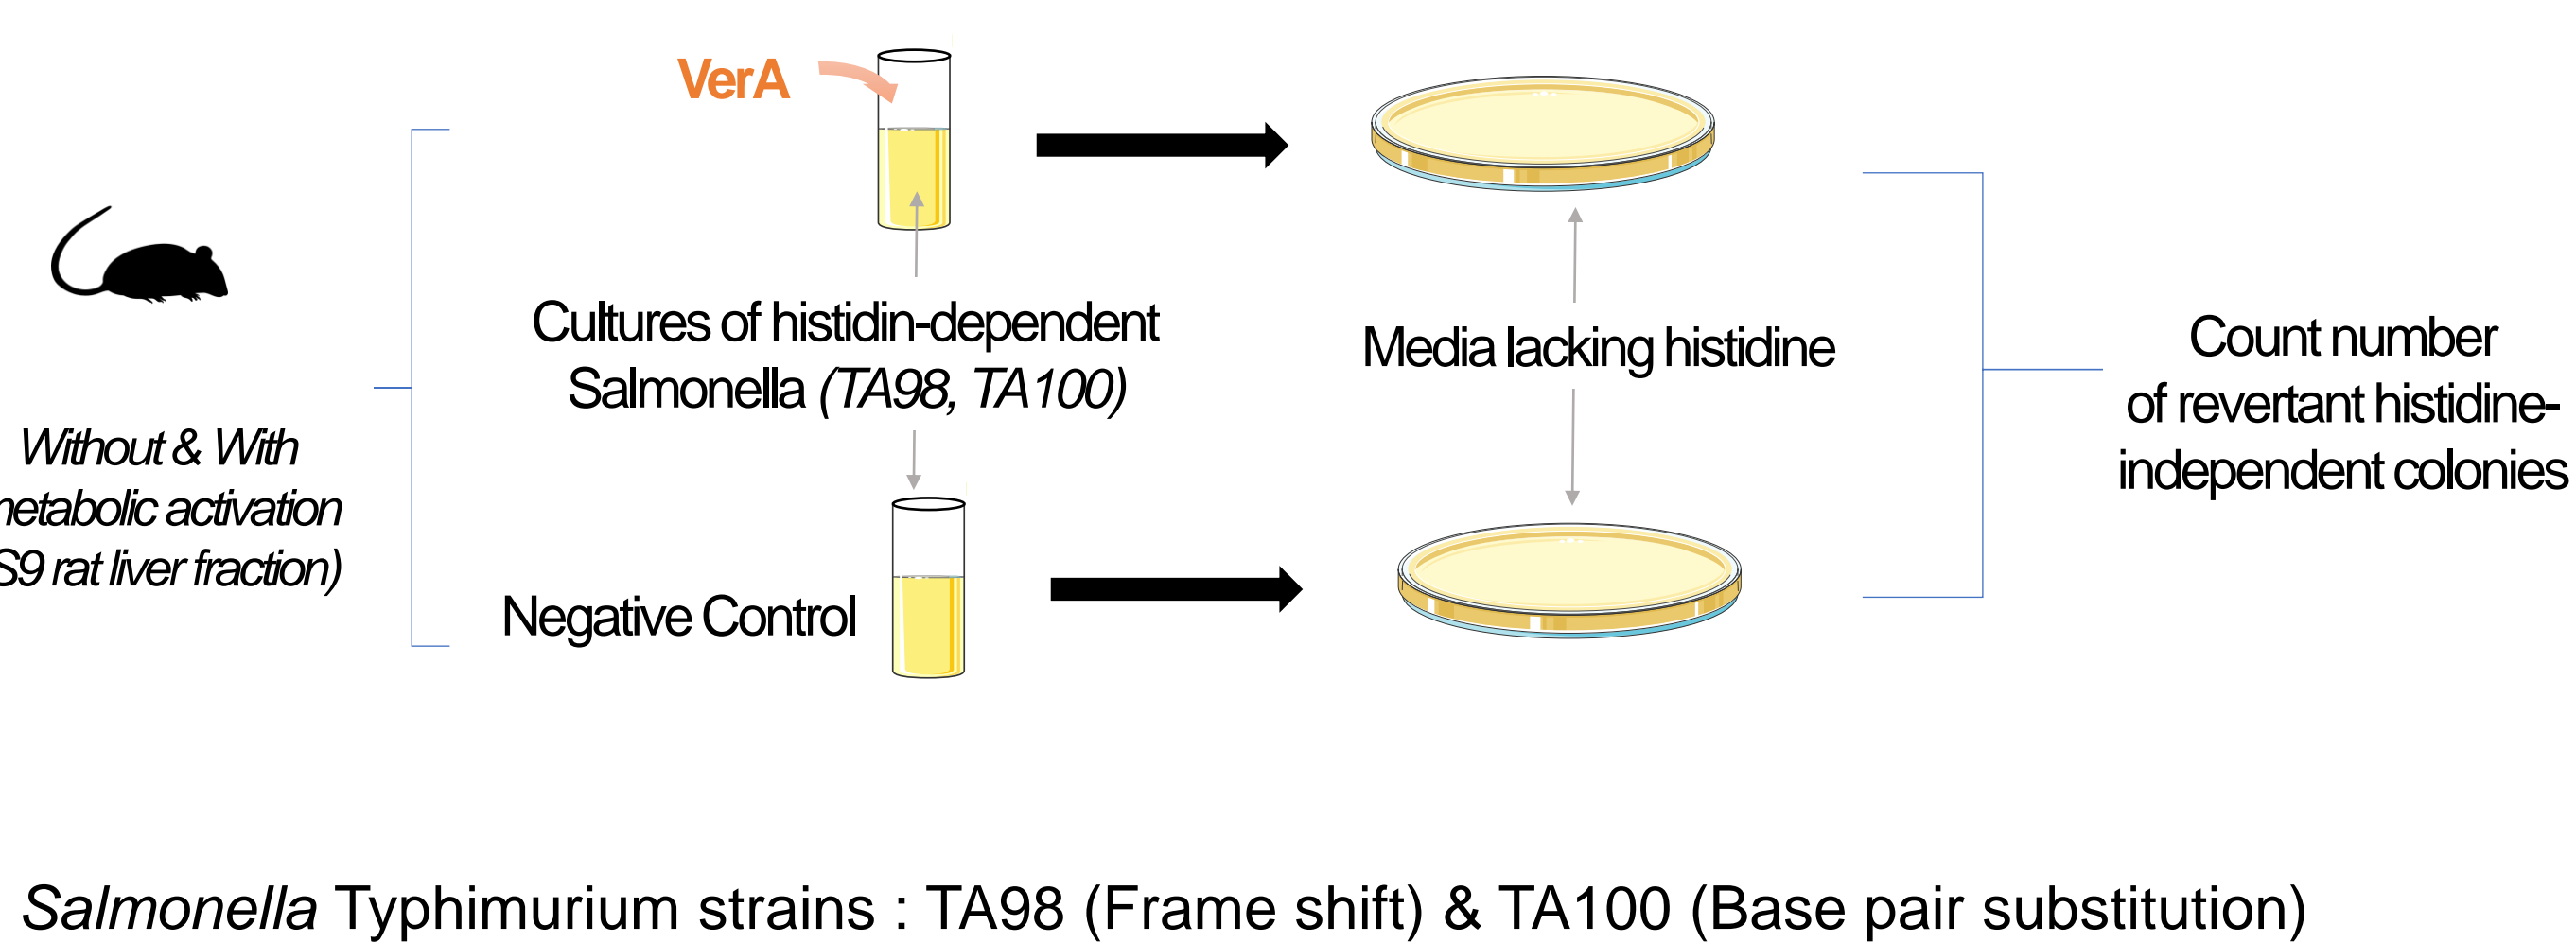 VerA
Cultures of histidin-dependent
Salmonella (TA98, TA100)
Media lacking histidine
Count number
of revertant histidine-
independent colonies
Without & With
metabolic activation
S9 rat liver fraction)
Negative Control
Salmonella Typhimurium strains : TA98 (Frame shift) & TA100 (Base pair substitution)